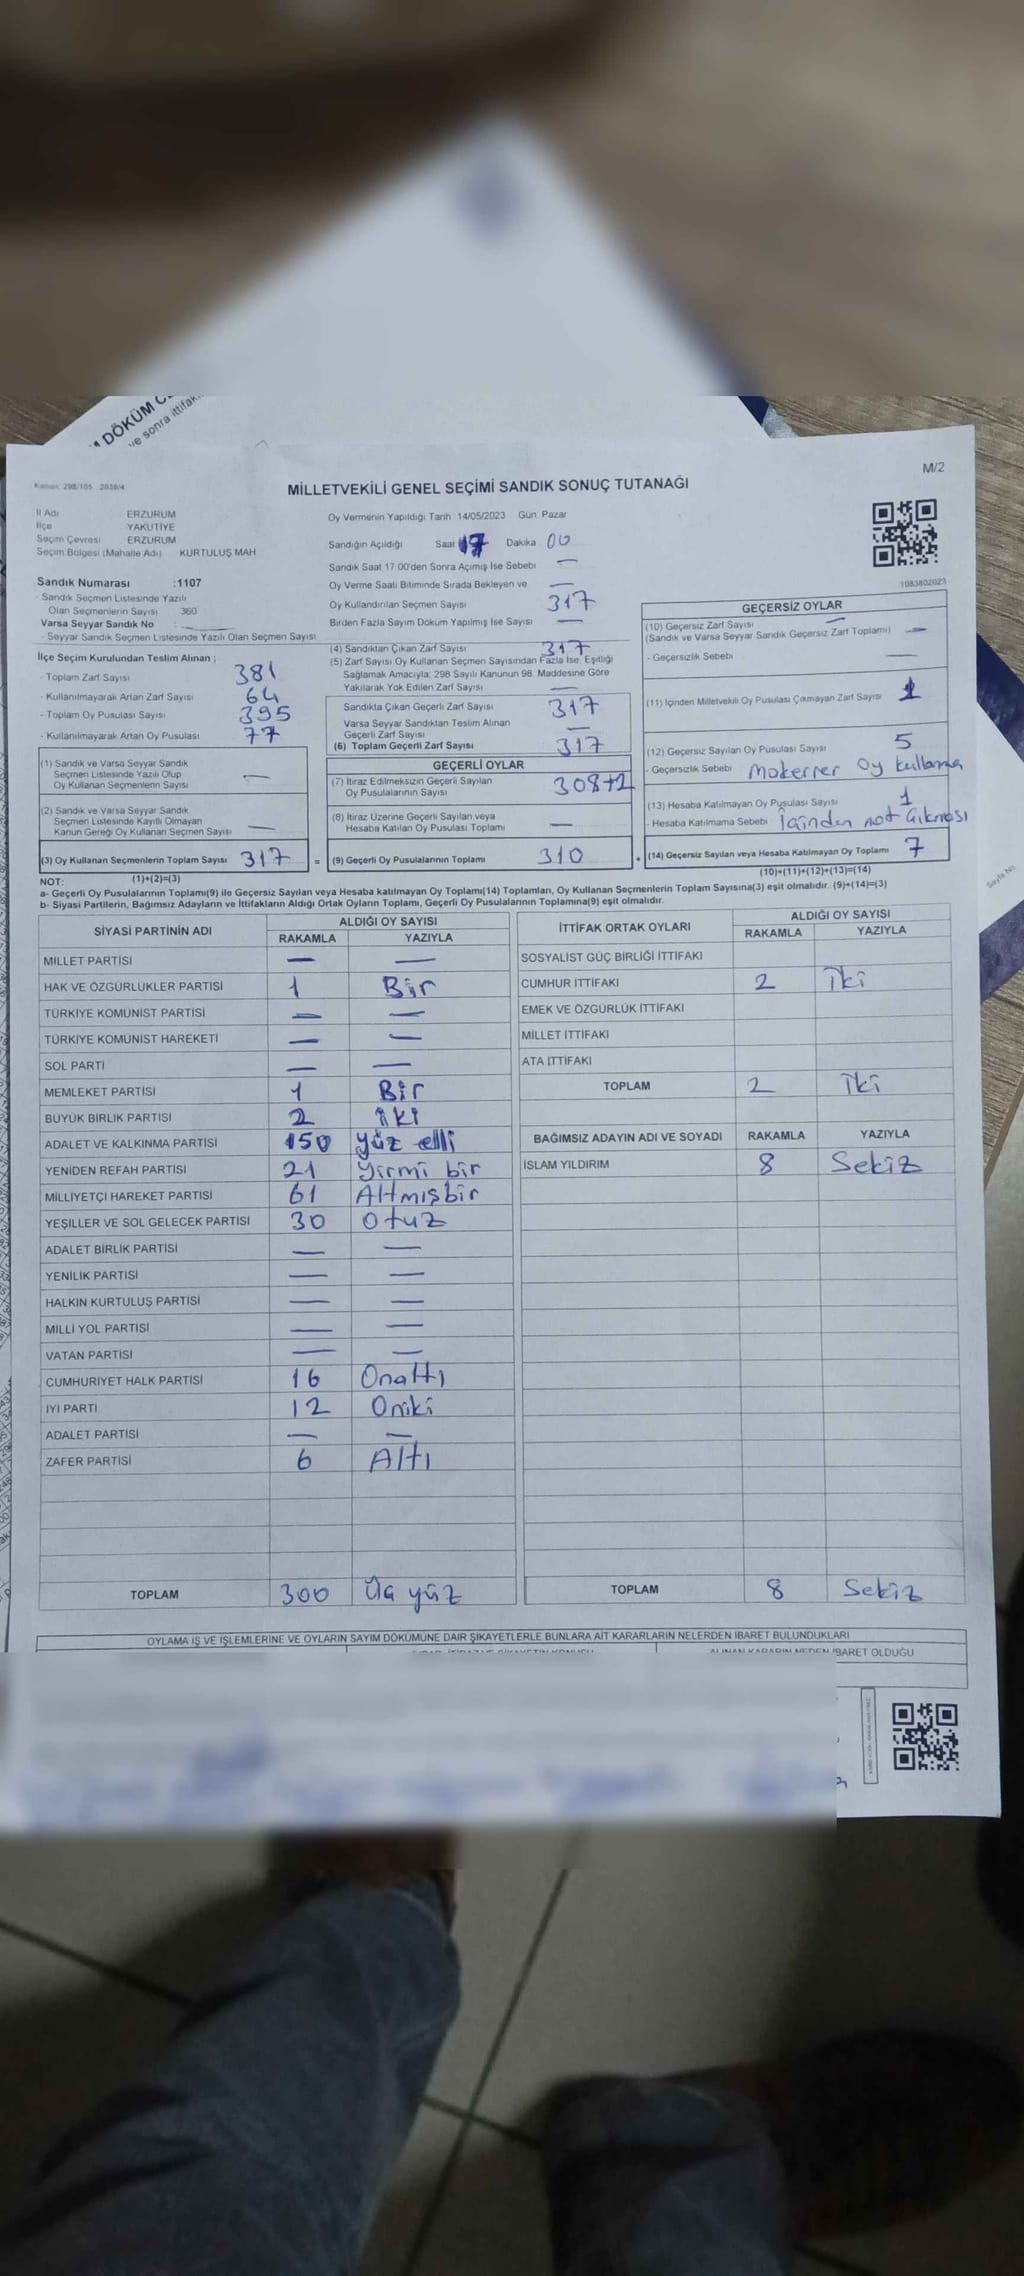 DÖKÜM
ve sonra ittifak
M/2
MİLLETVEKİLİ GENEL SEÇİMİ SANDIK SONUÇ TUTANAĞI
İl Adı ERZURUM
İlçe YAKUTİYE
Seçim Çevresi ERZURUM
Seçim Bölgesi (Mahalle Adı) KURTULUŞ MAH
Sandık Numarası :1107
- Sandık Seçmen Listesinde Yazılı
Olan Seçmenlerin Sayısı 360
Varsa Seyyar Sandık No :
- Seyyar Sandık Seçmen Listesinde Yazılı Olan Seçmen Sayısı
İlçe Seçim Kurulundan Teslim Alınan ;
- Toplam Zarf Sayısı 381
- Kullanılmayarak Artan Zarf Sayısı 64
- Toplam Oy Pusulası Sayısı 395
- Kullanılmayarak Artan Oy Pusulası 77
(1) Sandık ve Varsa Seyyar Sandık
Seçmen Listesinde Yazılı Olup
Oy Kullanan Seçmenlerin Sayısı —
(2) Sandık ve Varsa Seyyar Sandık
Seçmen Listesinde Kayıtlı Olmayan
Kanun Gereği Oy Kullanan Seçmen Sayısı —
(3) Oy Kullanan Seçmenlerin Toplam Sayısı 317 =
(1)+(2)=(3)
Oy Vermenin Yapıldığı Tarih 14/05/2023 Gün Pazar
Sandığın Açıldığı Saat 17 Dakika 00
Sandık Saat 17.00'den Sonra Açımış İse Sebebi —
Oy Verme Saati Bitiminde Sırada Bekleyen ve —
Oy Kullandırılan Seçmen Sayısı 317
Birden Fazla Sayım Döküm Yapılmış İse Sayısı —
(4) Sandıktan Çıkan Zarf Sayısı 317
(5) Zarf Sayısı Oy Kullanan Seçmen Sayısından Fazla İse, Eşitliği
Sağlamak Amacıyla, 298 Sayılı Kanunun 98. Maddesine Göre
Yakılarak Yok Edilen Zarf Sayısı —
Sandıkta Çıkan Geçerli Zarf Sayısı 317
Varsa Seyyar Sandıktan Teslim Alınan
Geçerli Zarf Sayısı —
(6) Toplam Geçerli Zarf Sayısı 317
GEÇERLİ OYLAR
(7) İtiraz Edilmeksizin Geçerli Sayılan
Oy Pusulalarının Sayısı 308+2
(8) İtiraz Üzerine Geçerli Sayılan veya
Hesaba Katılan Oy Pusulası Toplamı —
(9) Geçerli Oy Pusulalarının Toplamı 310 +
1083802023
GEÇERSİZ OYLAR
(10) Geçersiz Zarf Sayısı
(Sandık ve Varsa Seyyar Sandık Geçersiz Zarf Toplamı) —
- Geçersizlik Sebebi —
(11) İçinden Milletvekili Oy Pusulası Çıkmayan Zarf Sayısı 1
(12) Geçersiz Sayılan Oy Pusulası Sayısı 5
- Geçersizlik Sebebi Mokerrer oy kullama
(13) Hesaba Katılmayan Oy Pusulası Sayısı 1
- Hesaba Katılmama Sebebi İçinden not Çıkması
(14) Geçersiz Sayılan veya Hesaba Katılmayan Oy Toplamı 7
(10)+(11)+(12)+(13)=(14)
NOT:
a- Geçerli Oy Pusulalarının Toplamı(9) ile Geçersiz Sayılan veya Hesaba katılmayan Oy Toplamı(14) Toplamları, Oy Kullanan Seçmenlerin Toplam Sayısına(3) eşit olmalıdır. (9)+(14)=(3)
b- Siyasi Partilerin, Bağımsız Adayların ve İttifakların Aldığı Ortak Oyların Toplamı, Geçerli Oy Pusulalarının Toplamına(9) eşit olmalıdır.
SİYASİ PARTİNİN ADI ALDIĞI OY SAYISI
RAKAMLA YAZIYLA
MİLLET PARTİSİ — —
HAK VE ÖZGÜRLÜKLER PARTİSİ 1 Bir
TÜRKİYE KOMÜNİST PARTİSİ — —
TÜRKİYE KOMÜNİST HAREKETİ — —
SOL PARTİ — —
MEMLEKET PARTİSİ 1 Bir
BÜYÜK BİRLİK PARTİSİ 2 iki
ADALET VE KALKINMA PARTİSİ 150 yüz elli
YENİDEN REFAH PARTİSİ 21 yirmi bir
MİLLİYETÇİ HAREKET PARTİSİ 61 Altmışbir
YEŞİLLER VE SOL GELECEK PARTİSİ 30 Otuz
ADALET BİRLİK PARTİSİ — —
YENİLİK PARTİSİ — —
HALKIN KURTULUŞ PARTİSİ — —
MİLLİ YOL PARTİSİ — —
VATAN PARTİSİ — —
CUMHURİYET HALK PARTİSİ 16 Onaltı
İYİ PARTİ 12 Oniki
ADALET PARTİSİ — —
ZAFER PARTİSİ 6 Altı
TOPLAM 300 Üç yüz
İTTİFAK ORTAK OYLARI ALDIĞI OY SAYISI
RAKAMLA YAZIYLA
SOSYALİST GÜÇ BİRLİĞİ İTTİFAKI
CUMHUR İTTİFAKI 2 İki
EMEK VE ÖZGÜRLÜK İTTİFAKI
MİLLET İTTİFAKI
ATA İTTİFAKI
TOPLAM 2 İki
BAĞIMSIZ ADAYIN ADI VE SOYADI RAKAMLA YAZIYLA
İSLAM YILDIRIM 8 Sekiz
TOPLAM 8 Sekiz
Sayfa No
OYLAMA İŞ VE İŞLEMLERİNE VE OYLARIN SAYIM DÖKÜMÜNE DAİR ŞİKAYETLERLE BUNLARA AİT KARARLARIN NELERDEN İBARET BULUNDUKLARI
ALINAN KARARIN NEDEN İBARET OLDUĞU